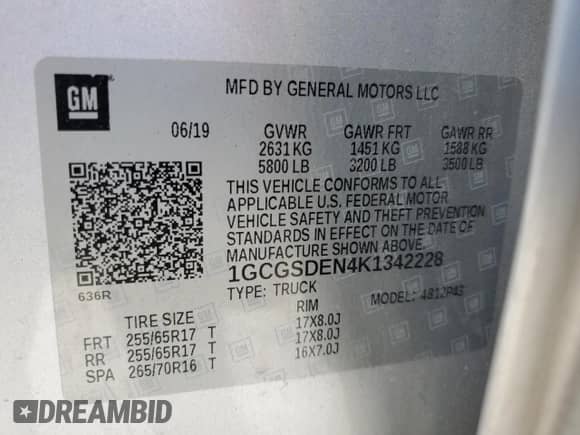 GM
MFD BY GENERAL MOTORS LLC
06/19 GVWR GAWR FRT GAWR RR
2631 KG 1451 KG 1588 KG
5800 LB 3200 LB 3500 LB
THIS VEHICLE CONFORMS TO ALL
APPLICABLE U.S. FEDERAL MOTOR
VEHICLE SAFETY AND THEFT PREVENTION
STANDARDS IN EFFECT ON THE DATE OF
MANUFACTURE SHOWN ABOVE.
1GCGSDEN4K1342228
636R TYPE: TRUCK MODEL:
TIRE SIZE RIM
FRT 255/65R17 T 17X8.0J
RR 255/65R17 T 17X8.0J
SPA 265/70R16 T 16X7.0J
DREAMBID